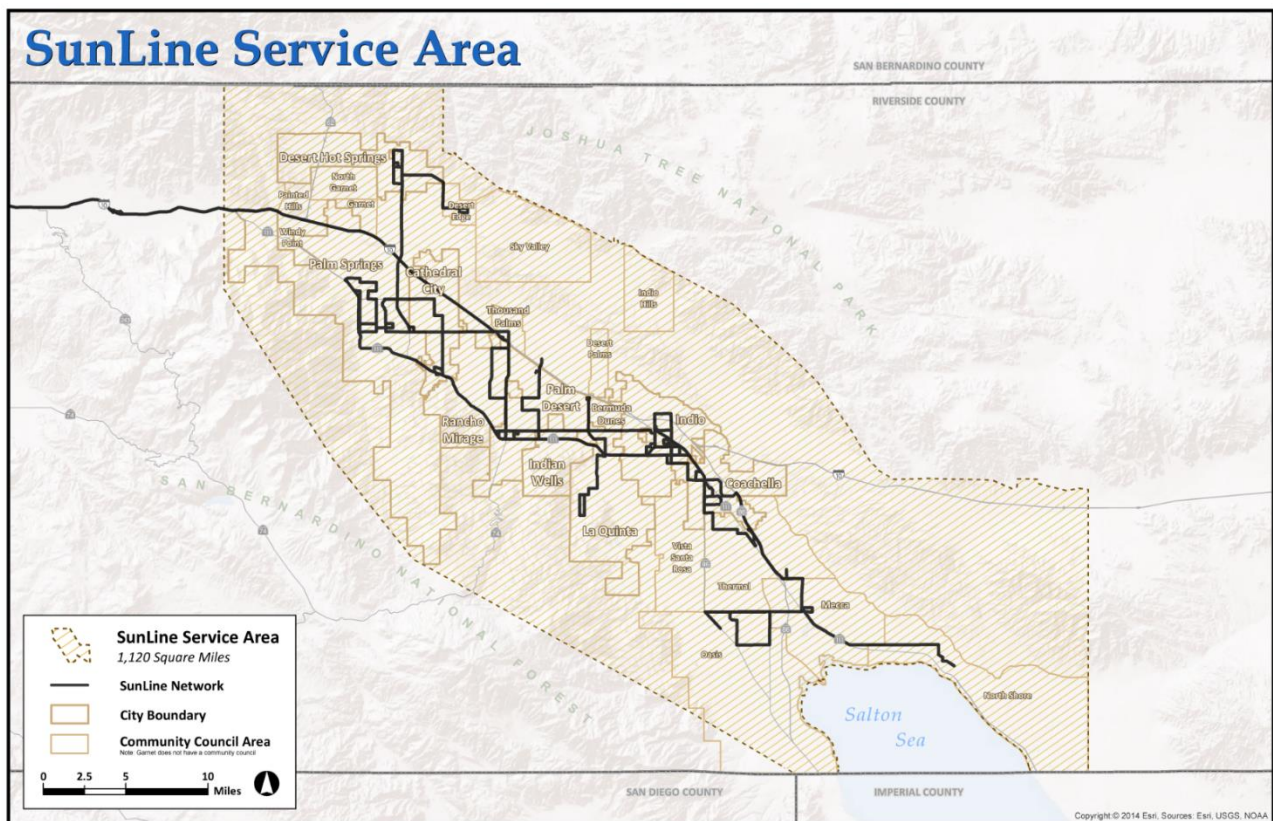 SunLine Service Area
SAN BERNARDINO COUNTY
RIVERSIDE COUNTY
JOSHUA TREE NATIONAL PARK
Desert Hot Springs
North
Garnet
Painted
Hills
Garnet
Desert
Edge
Windy
Point
Sky Valley
Palm Springs
Cathedral
City
Indio
Hills
Thousand
Palms
Desert
Palms
Palm
Desert
Bermuda
Dunes
Rancho
Mirage
Indio
Indian
Wells
Coachella
SAN BERNARDINO NATIONAL FOREST
La Quinta
Vista
Santa
Rosa
Thermal
Mecca
Oasis
North Shore
Salton
Sea
SunLine Service Area
1,120 Square Miles
SunLine Network
City Boundary
Community Council Area
Note: Garnet does not have a community council
0 2.5 5 10
Miles
SAN DIEGO COUNTY
IMPERIAL COUNTY
Copyright © 2014 Esri, Sources: Esri, USGS, NOAA